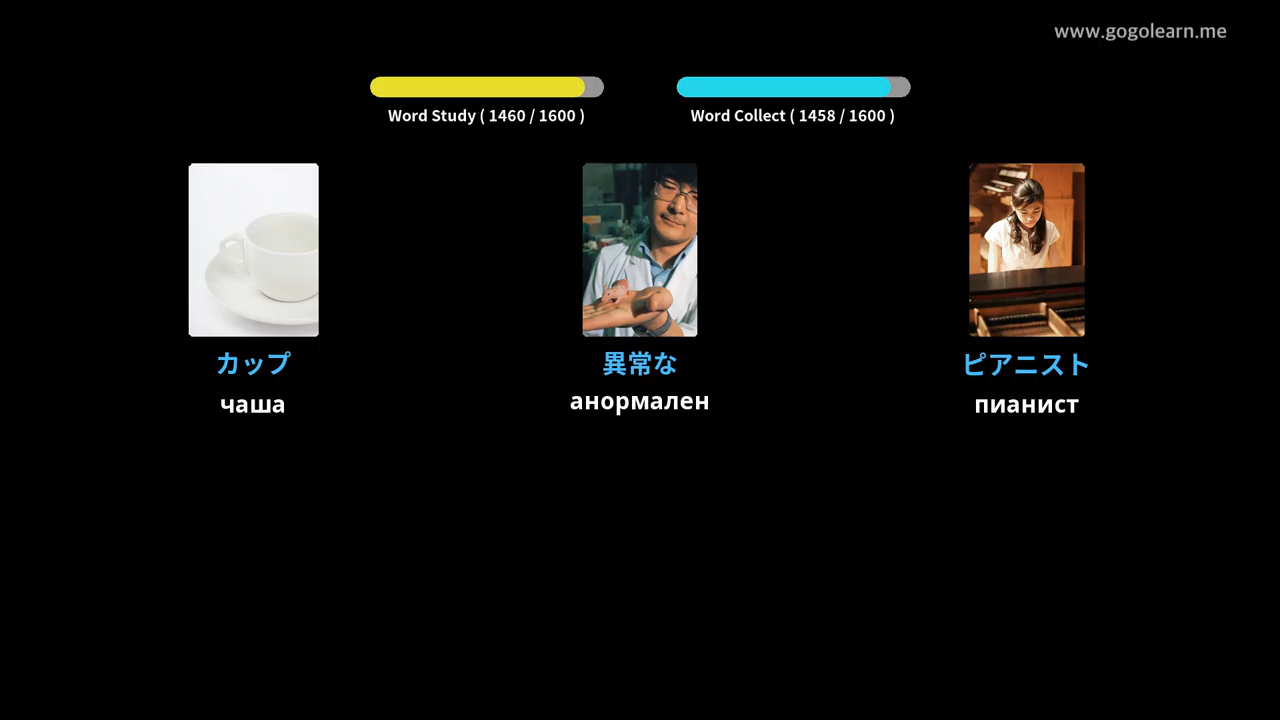 www.gogolearn.me
Word Study ( 1460 / 1600 )
Word Collect ( 1458 / 1600 )
カップ
異常な
ピアニスト
чаша
анормален
пианист